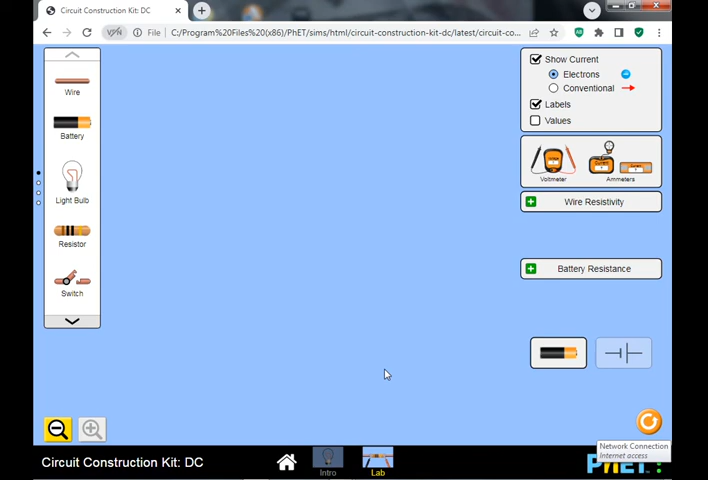 Circuit Construction Kit: DC
File
C:/Program%20Files%20(x86)/PhET/sims/html/circuit-construction-kit-dc/latest/circuit-co...
Wire
Battery
Light Bulb
Resistor
Switch
Show Current
Electrons
Conventional
Labels
Values
Voltmeter
Ammeters
Wire Resistivity
Battery Resistance
Network Connection
Internet access
Circuit Construction Kit: DC
Intro
Lab
PhET